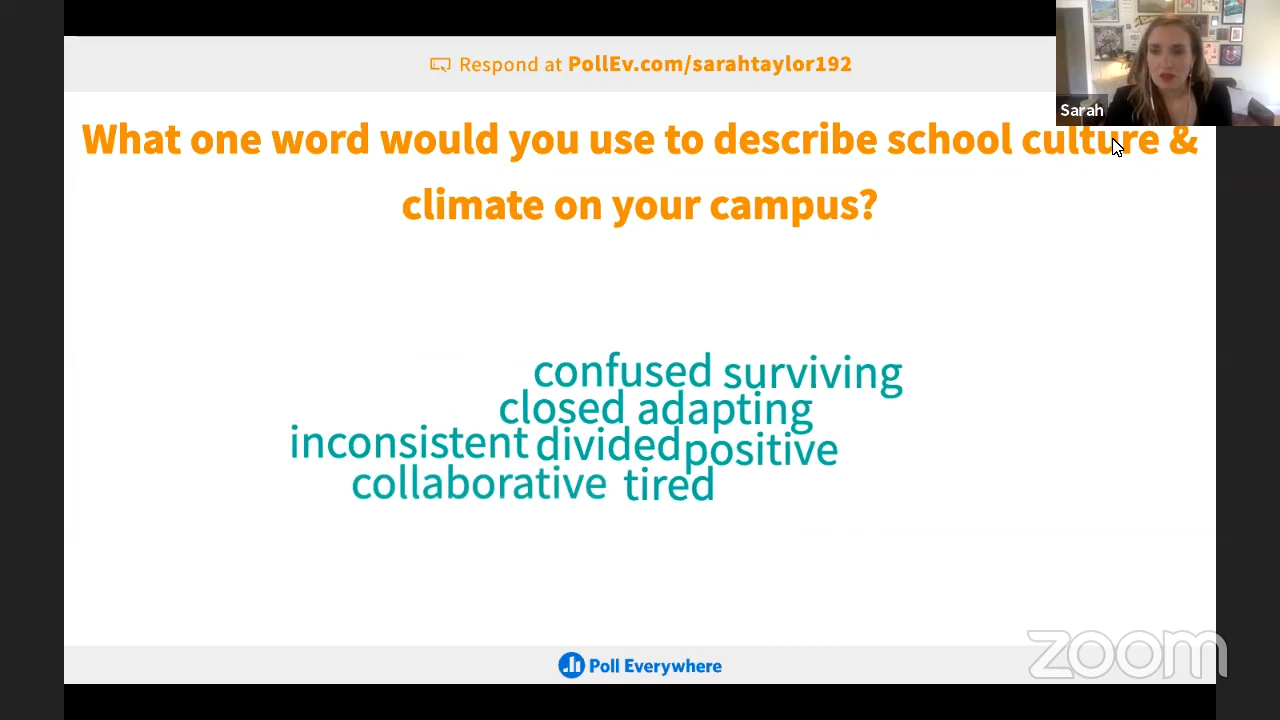 Respond at PollEv.com/sarahtaylor192
Sarah
What one word would you use to describe school culture &
climate on your campus?
confused surviving
closed adapting
inconsistent divided positive
collaborative tired
Poll Everywhere
zoom